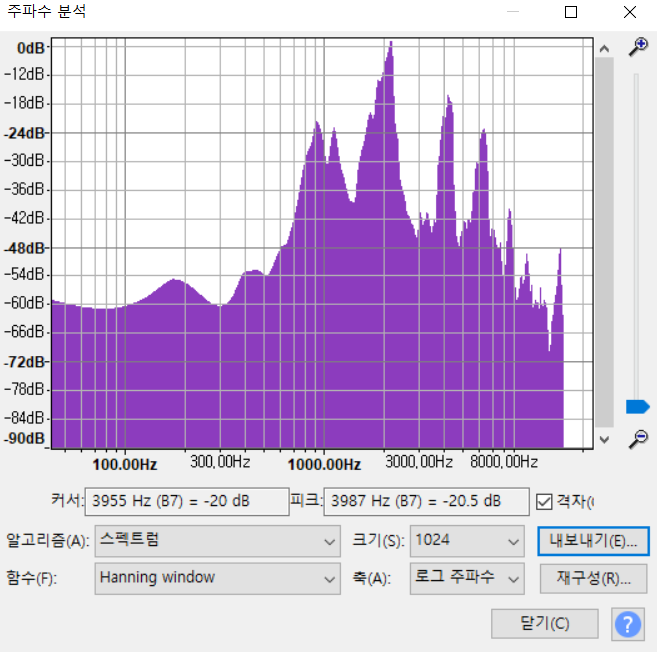 주파수 분석
0dB
-12dB
-18dB
-24dB
-30dB
-36dB
-42dB
-48dB
-54dB
-60dB
-66dB
-72dB
-78dB
-84dB
-90dB
100.00Hz 300.00Hz 1000.00Hz 3000.00Hz 8000.00Hz
커서: 3955 Hz (B7) = -20 dB 피크: 3987 Hz (B7) = -20.5 dB 격자(
알고리즘(A): 스펙트럼 크기(S): 1024 내보내기(E)...
함수(F): Hanning window 축(A): 로그 주파수 재구성(R)...
닫기(C) ?